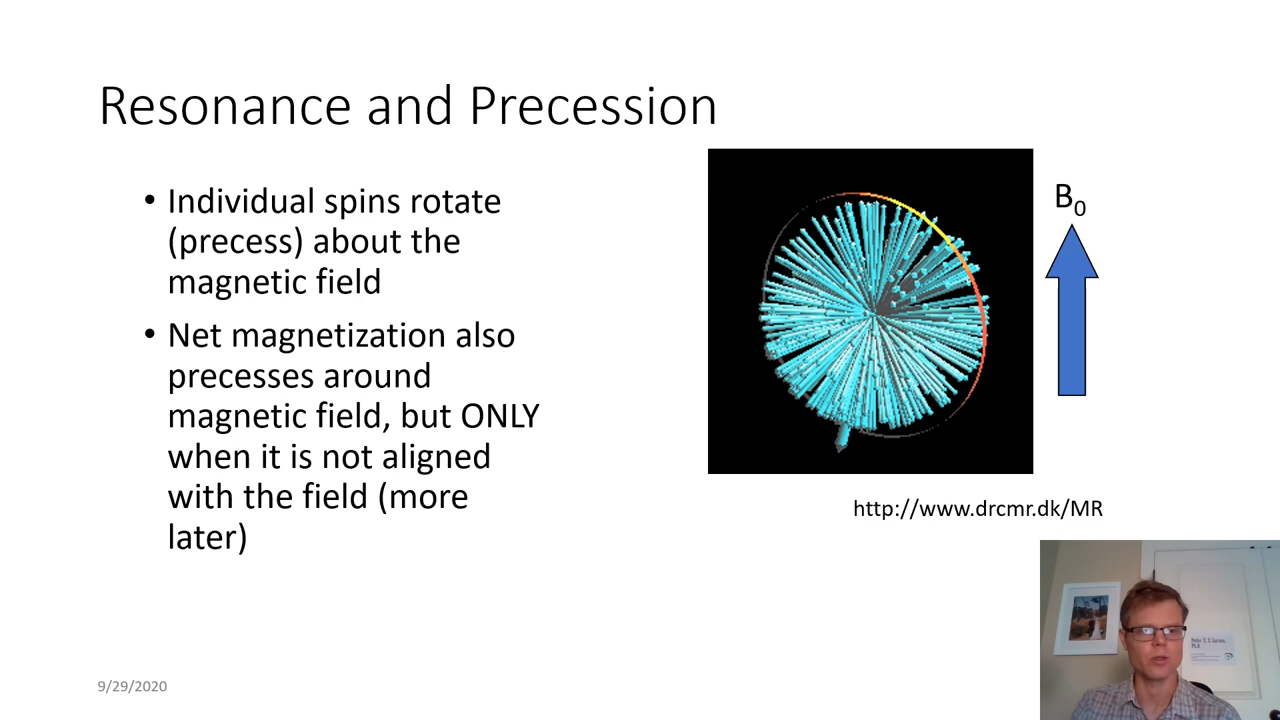 Resonance and Precession
• Individual spins rotate
(precess) about the
magnetic field
• Net magnetization also
precesses around
magnetic field, but ONLY
when it is not aligned
with the field (more
later)
B₀
http://www.drcmr.dk/MR
Ph.D.
9/29/2020